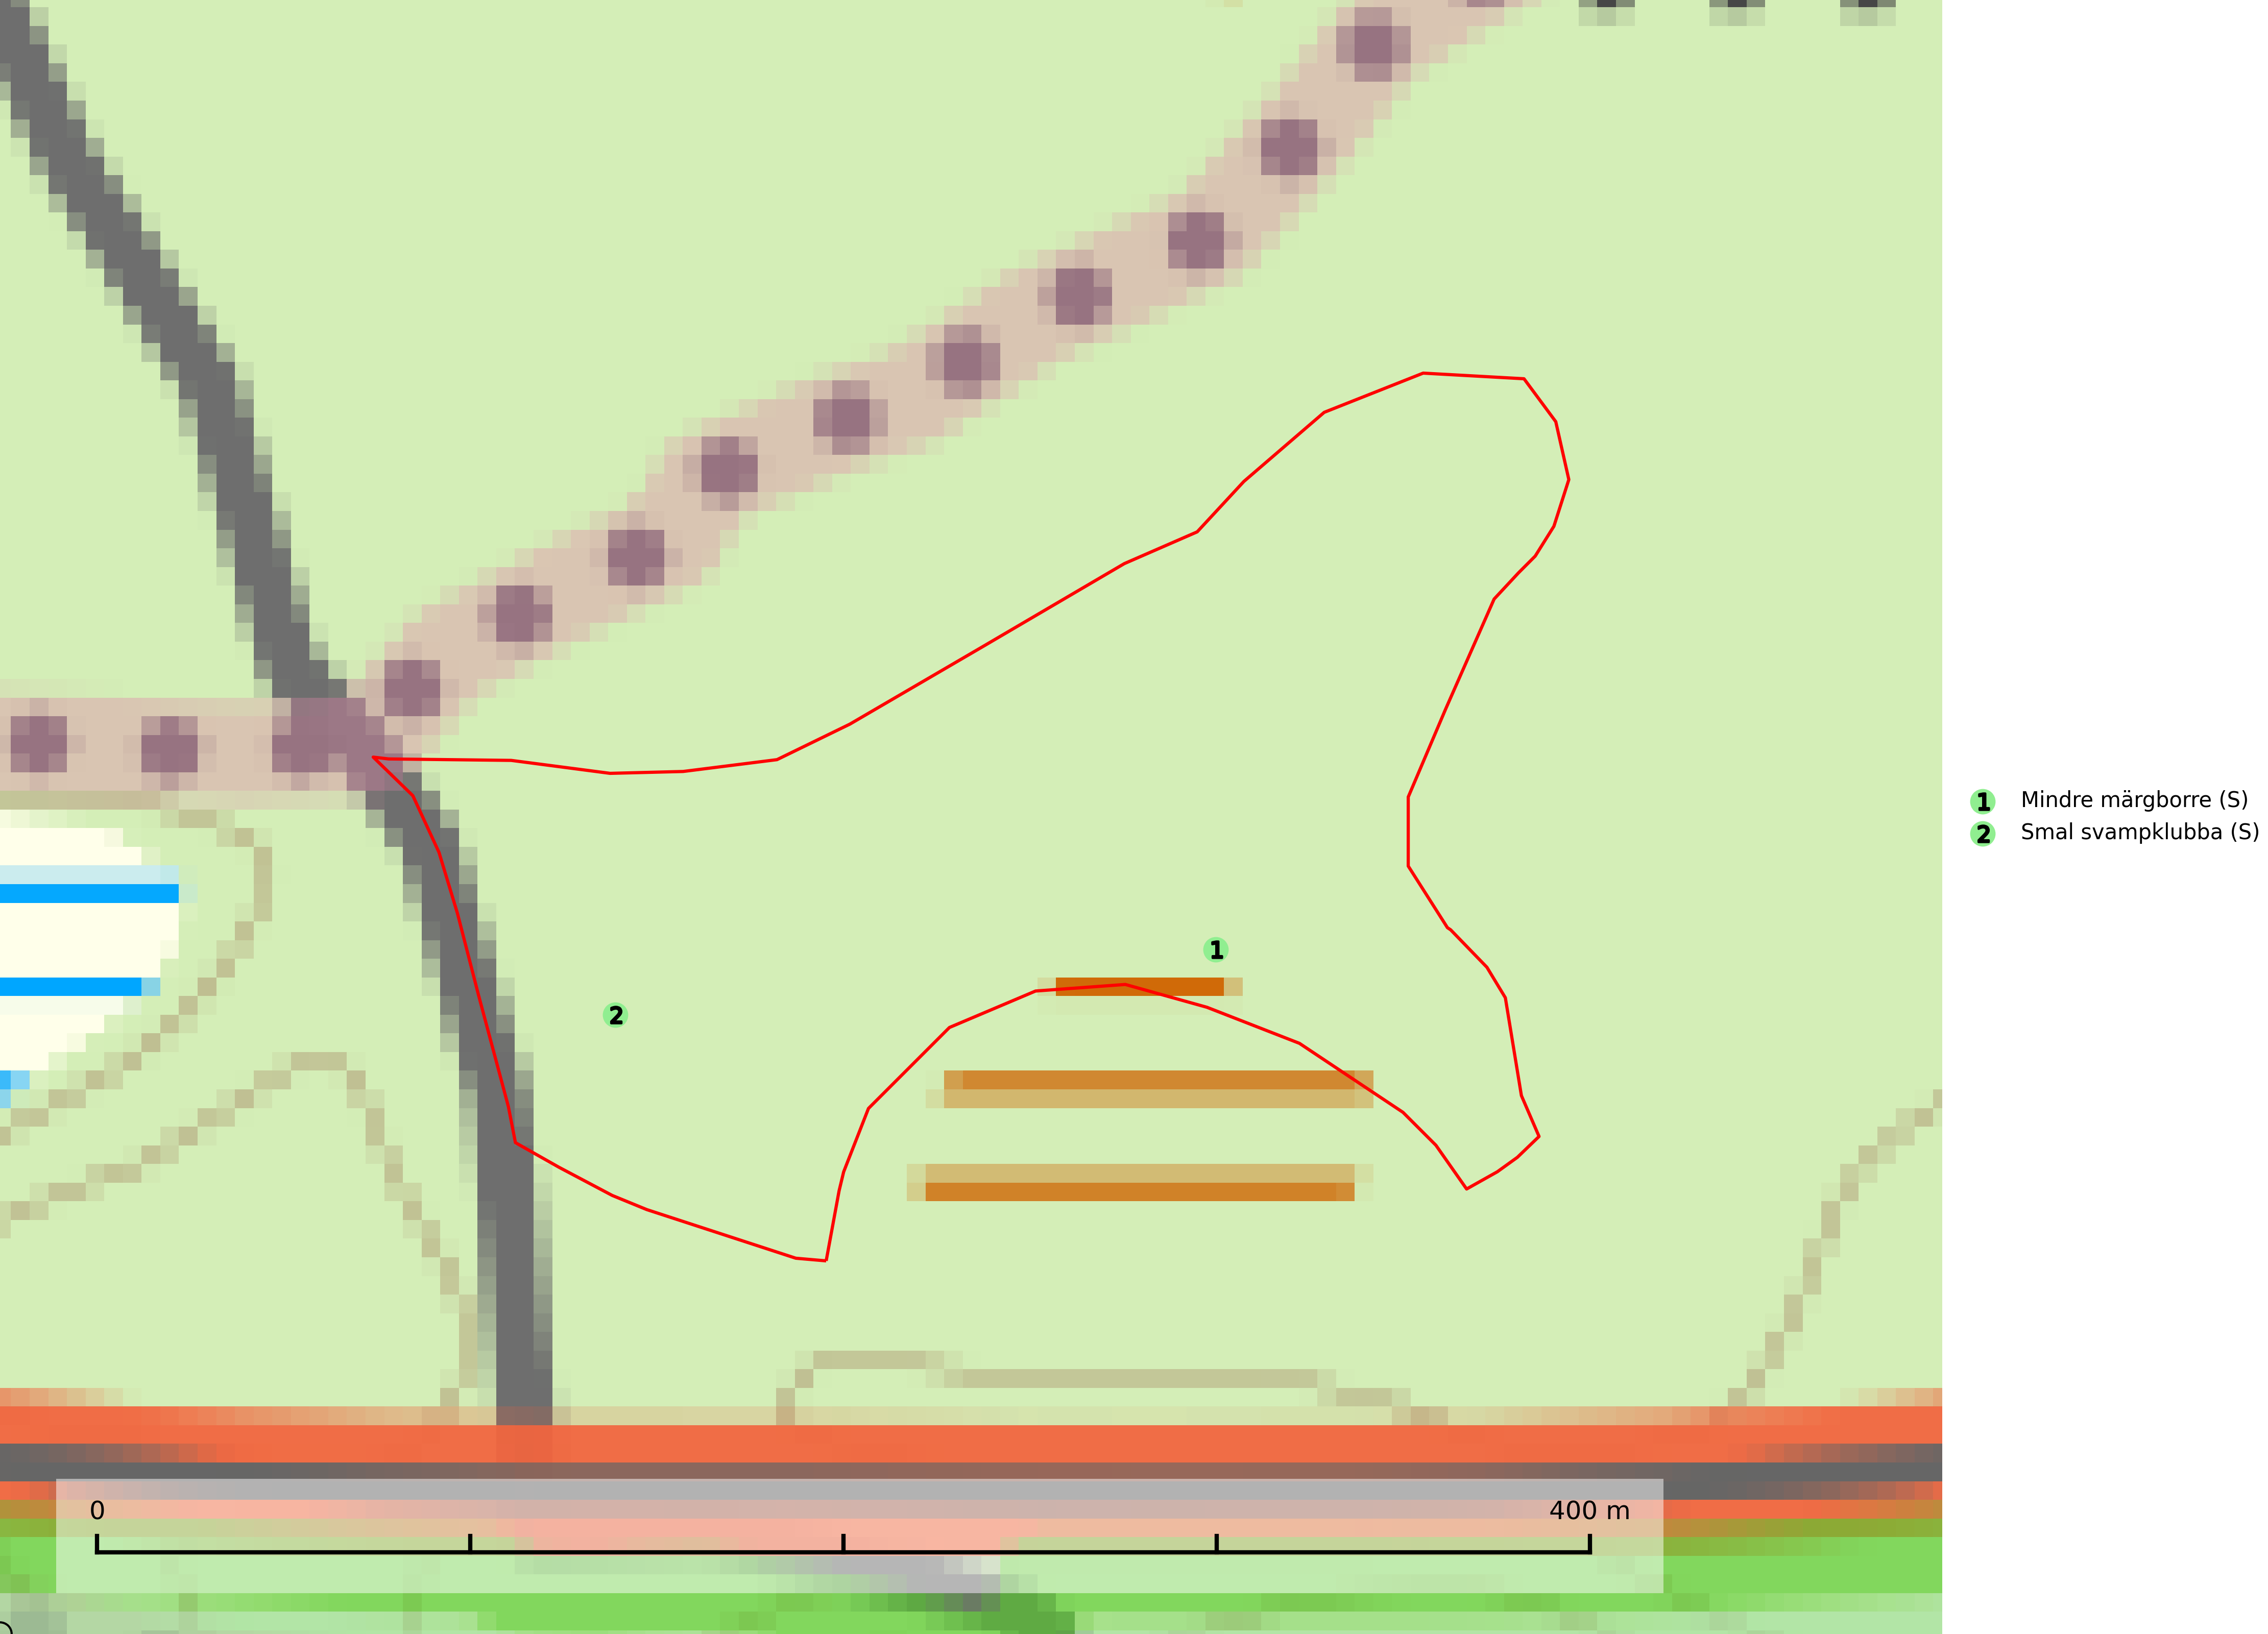 1
2
1 Mindre märgborre (S)
2 Smal svampklubba (S)
0 400 m